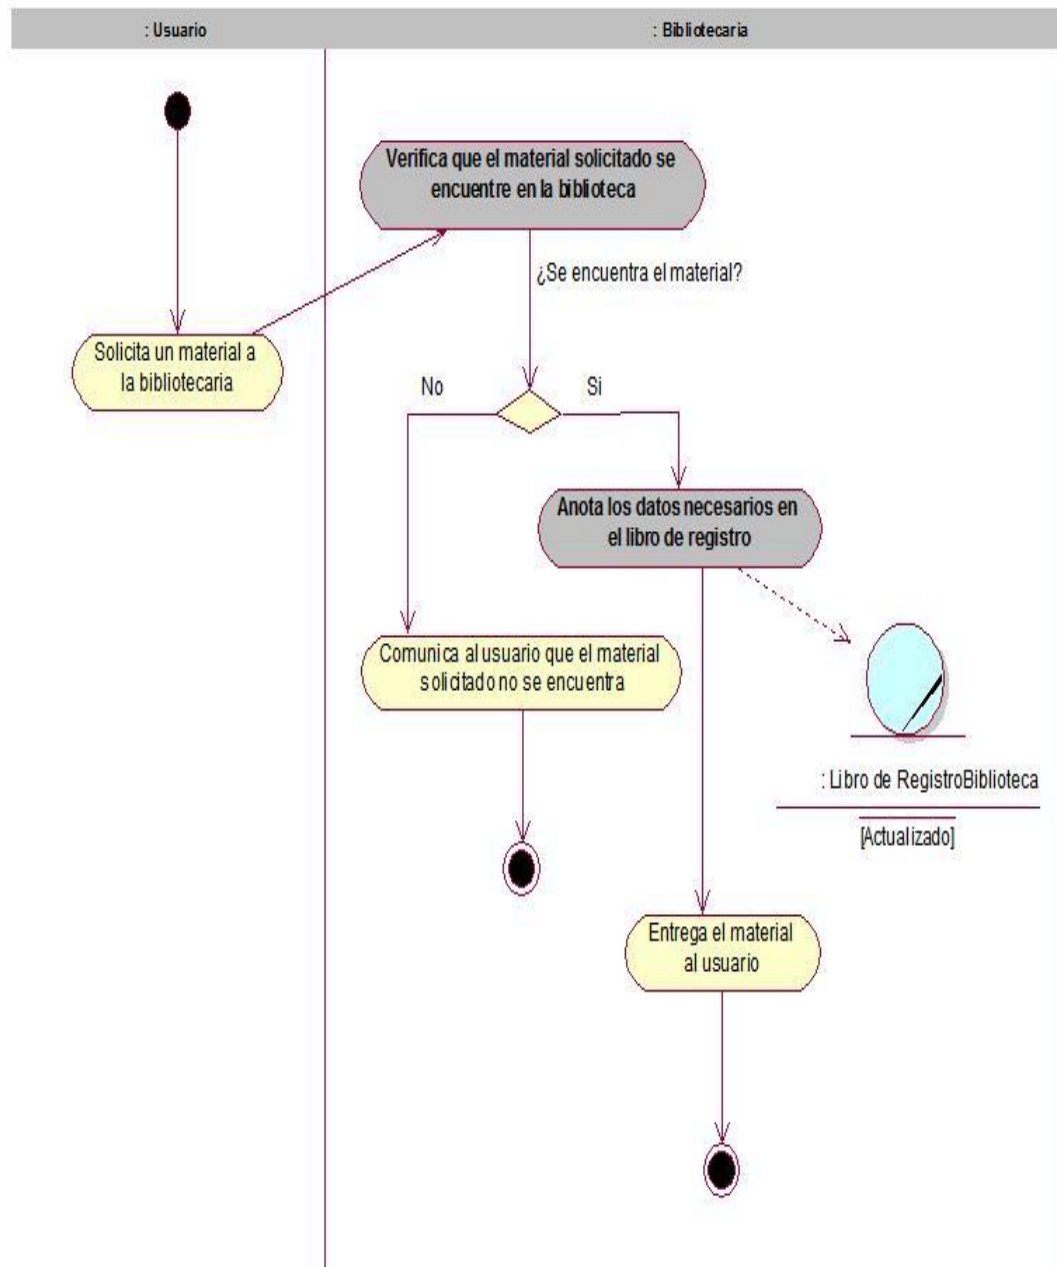 : Usuario
: Bibliotecaria
Verifica que el material solicitado se
encuentre en la biblioteca
¿Se encuentra el material?
Solicita un material a
la bibliotecaria
No
Si
Anota los datos necesarios en
el libro de registro
Comunica al usuario que el material
solicitado no se encuentra
: Libro de RegistroBiblioteca
[Actualizado]
Entrega el material
al usuario